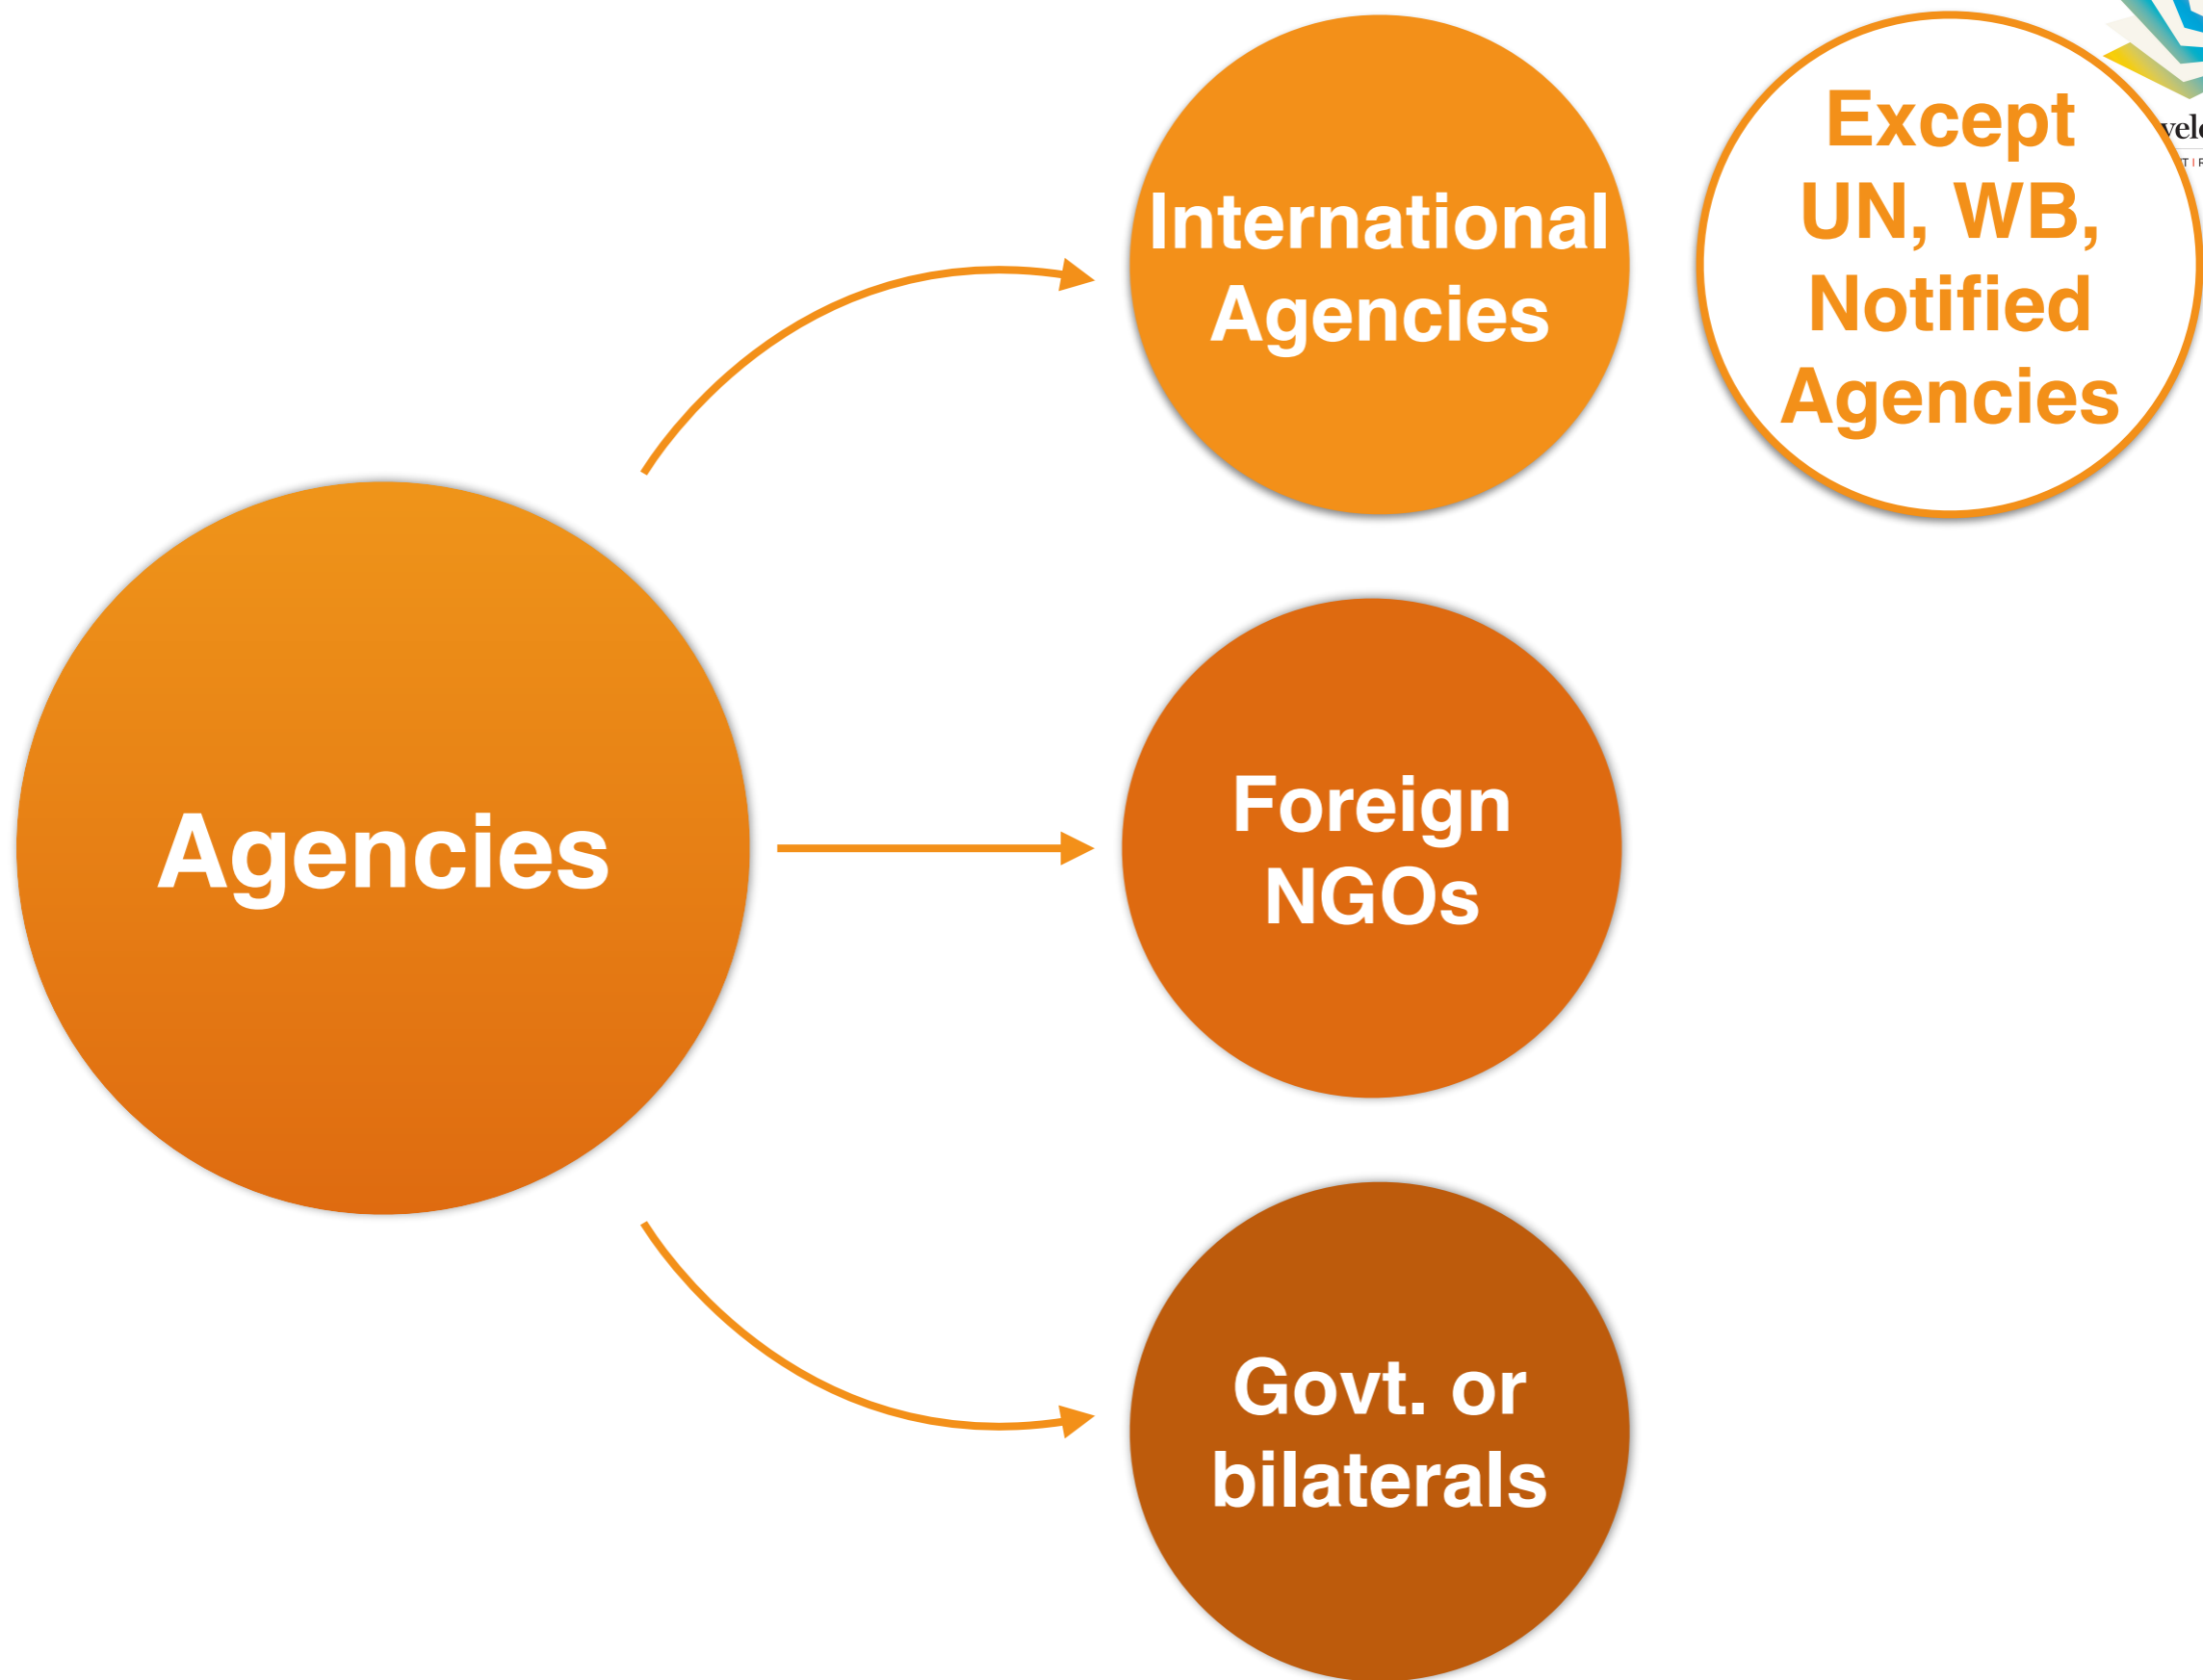 International
Agencies
Except
UN, WB,
Notified
Agencies
Agencies
Foreign
NGOs
Govt. or
bilaterals